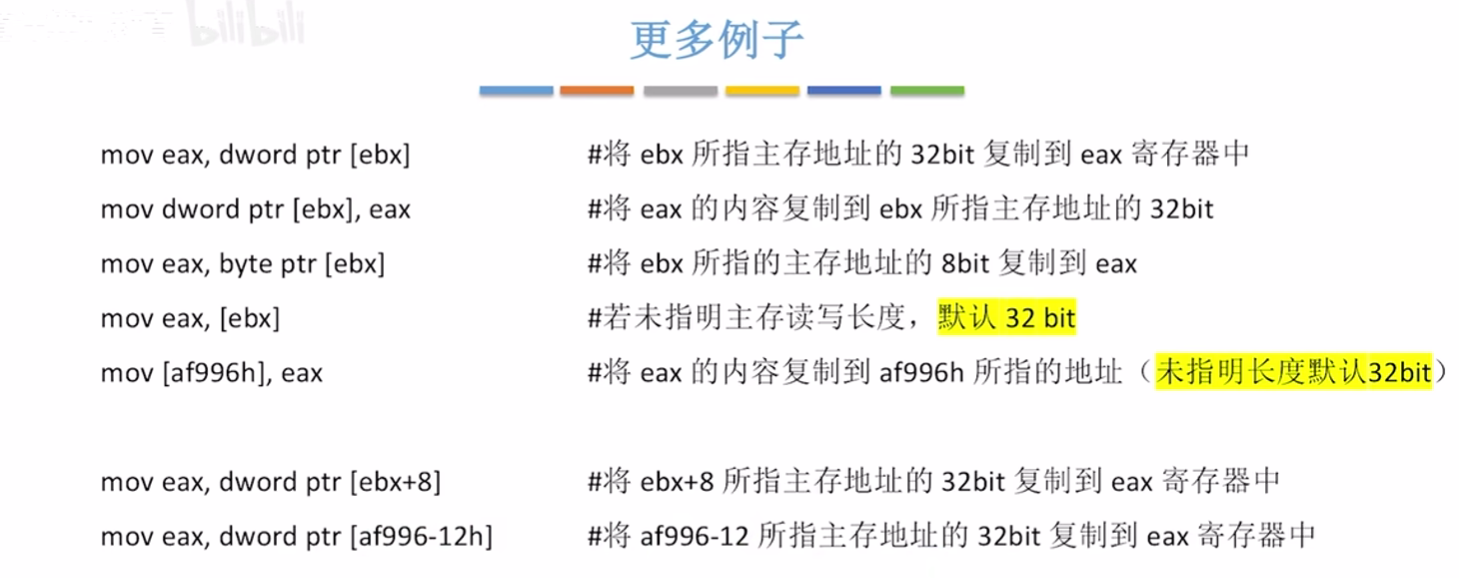 bilibili
更多例子
mov eax, dword ptr [ebx] #将 ebx 所指主存地址的 32bit 复制到 eax 寄存器中
mov dword ptr [ebx], eax #将 eax 的内容复制到 ebx 所指主存地址的 32bit
mov eax, byte ptr [ebx] #将 ebx 所指的主存地址的 8bit 复制到 eax
mov eax, [ebx] #若未指明主存读写长度，默认 32 bit
mov [af996h], eax #将 eax 的内容复制到 af996h 所指的地址（未指明长度默认32bit）
mov eax, dword ptr [ebx+8] #将 ebx+8 所指主存地址的 32bit 复制到 eax 寄存器中
mov eax, dword ptr [af996-12h] #将 af996-12 所指主存地址的 32bit 复制到 eax 寄存器中